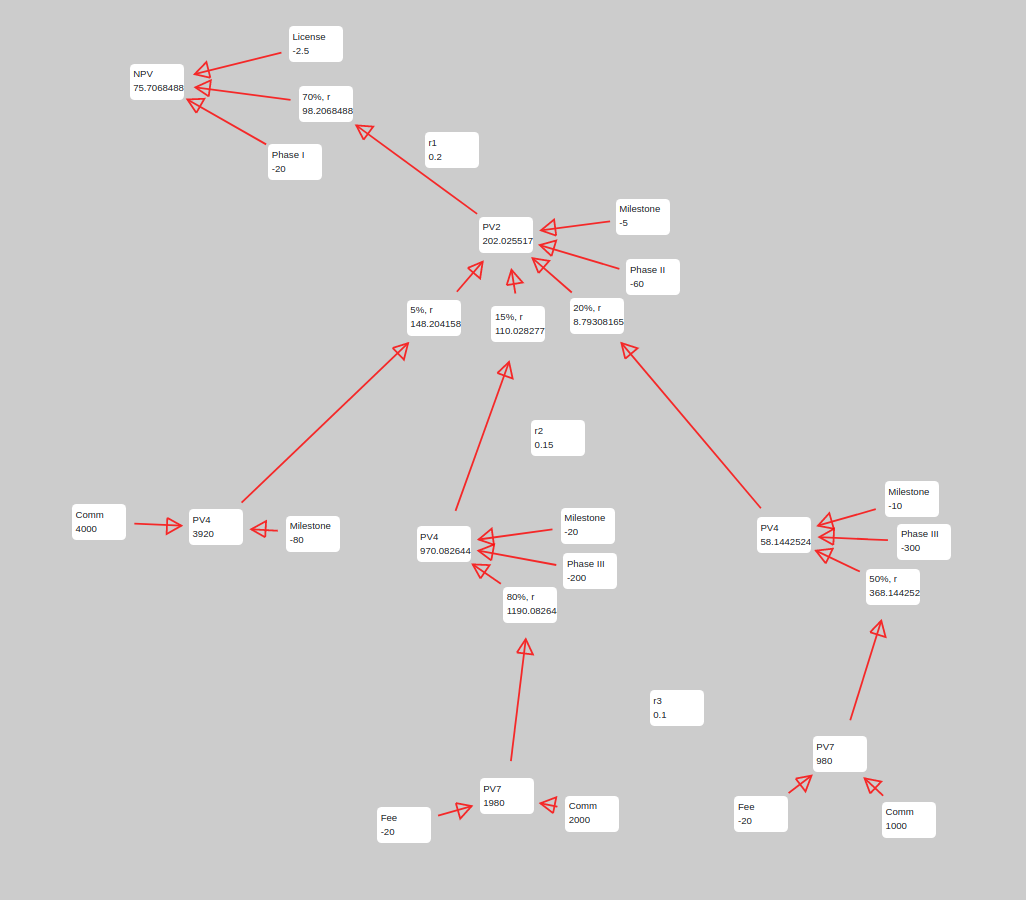 License
-2.5
NPV
75.7068488
70%, r
98.2068488
r1
0.2
Phase I
-20
Milestone
-5
PV2
202.025517
Phase II
-60
5%, r
148.204158
15%, r
110.028277
20%, r
8.79308165
r2
0.15
Comm
4000
PV4
3920
Milestone
-80
PV4
970.082644
Milestone
-20
Phase III
-200
80%, r
1190.08264
Milestone
-10
PV4
58.1442524
Phase III
-300
50%, r
368.144252
r3
0.1
PV7
980
Fee
-20
Comm
1000
PV7
1980
Fee
-20
Comm
2000